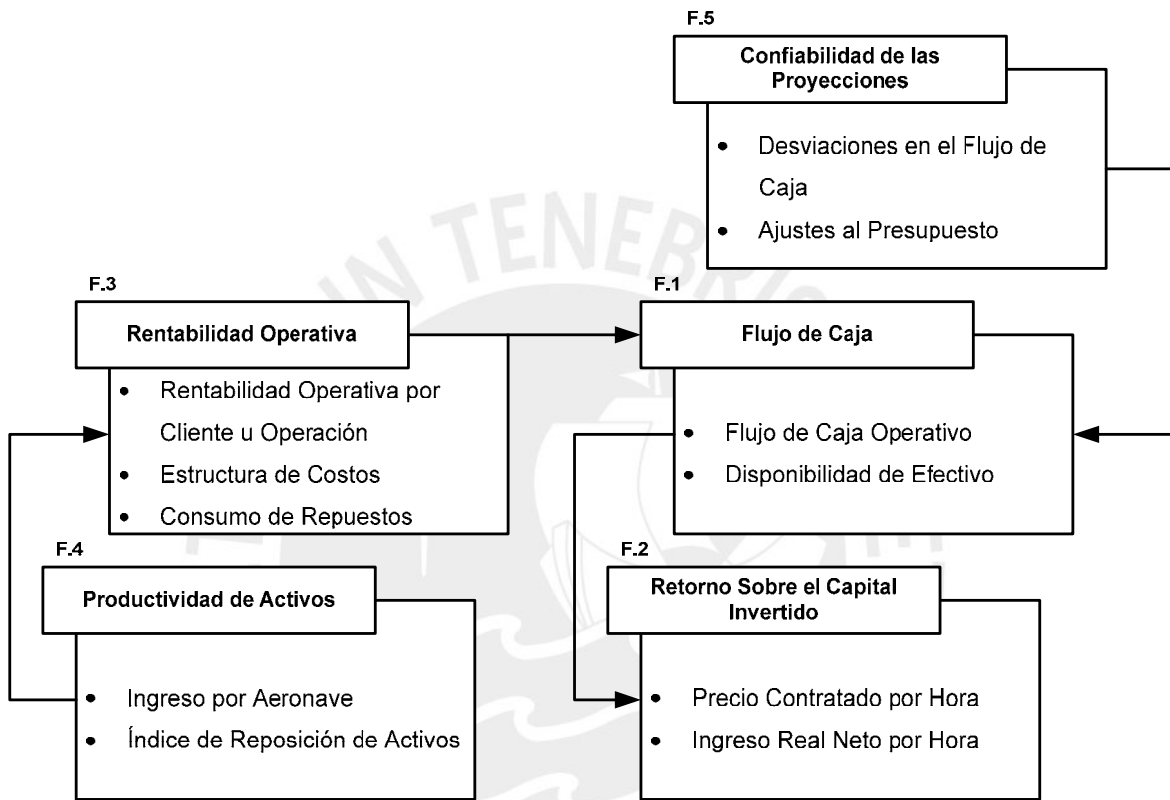 F.5
Confiabilidad de las
Proyecciones
• Desviaciones en el Flujo de
Caja
• Ajustes al Presupuesto
F.3
Rentabilidad Operativa
• Rentabilidad Operativa por
Cliente u Operación
• Estructura de Costos
• Consumo de Repuestos
F.1
Flujo de Caja
• Flujo de Caja Operativo
• Disponibilidad de Efectivo
F.4
Productividad de Activos
• Ingreso por Aeronave
• Índice de Reposición de Activos
F.2
Retorno Sobre el Capital
Invertido
• Precio Contratado por Hora
• Ingreso Real Neto por Hora
IN TENEBRIS